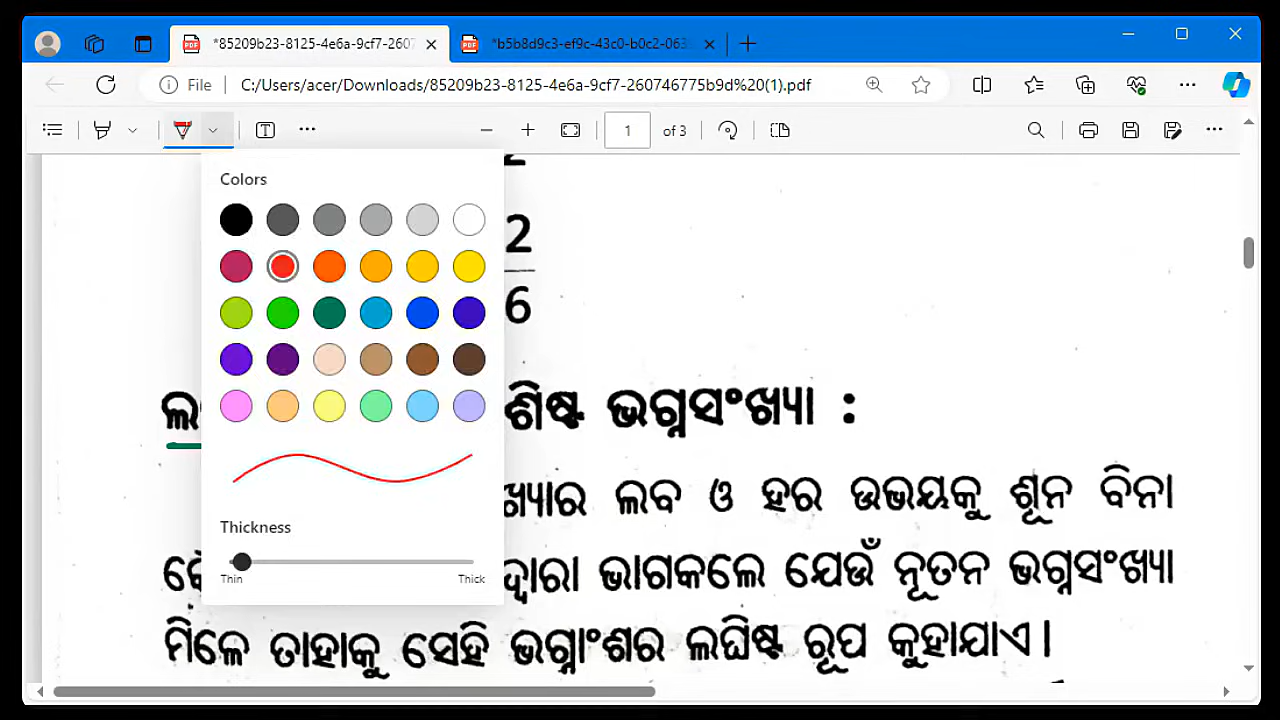 *85209b23-8125-4e6a-9cf7-2607
*b5b8d9c3-ef9c-43c0-b0c2-063
File
C:/Users/acer/Downloads/85209b23-8125-4e6a-9cf7-260746775b9d%20(1).pdf
1 of 3
Colors
2
2
6
ଶିଷ୍ଟ ଭଗ୍ନସଂଖ୍ୟା :
ଖ୍ୟାର ଲବ ଓ ହର ଉଭୟକୁ ଶୂନ ବିନା
Thickness
Thin Thick
ଦ୍ୱାରା ଭାଗକଲେ ଯେଉଁ ନୂତନ ଭଗ୍ନସଂଖ୍ୟା
ମିଳେ ତାହାକୁ ସେହି ଭଗ୍ନାଂଶର ଲଘିଷ୍ଟ ରୂପ କୁହାଯାଏ।